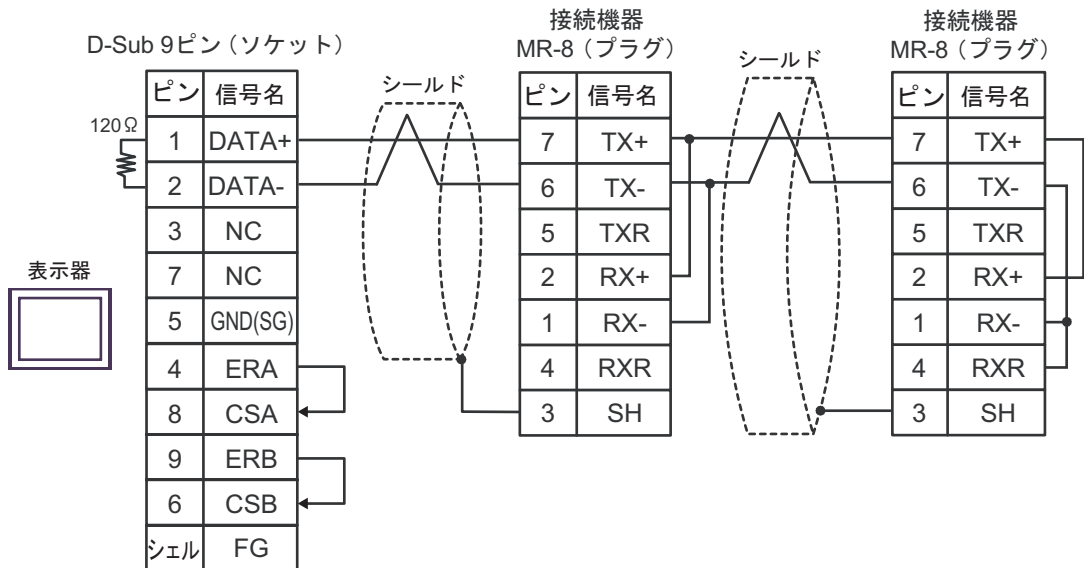 D-Sub 9ピン（ソケット）
ピン 信号名
1 DATA+
2 DATA-
3 NC
7 NC
5 GND(SG)
4 ERA
8 CSA
9 ERB
6 CSB
シェル FG
120Ω
表示器
シールド
接続機器
MR-8（プラグ）
ピン 信号名
7 TX+
6 TX-
5 TXR
2 RX+
1 RX-
4 RXR
3 SH
シールド
接続機器
MR-8（プラグ）
ピン 信号名
7 TX+
6 TX-
5 TXR
2 RX+
1 RX-
4 RXR
3 SH